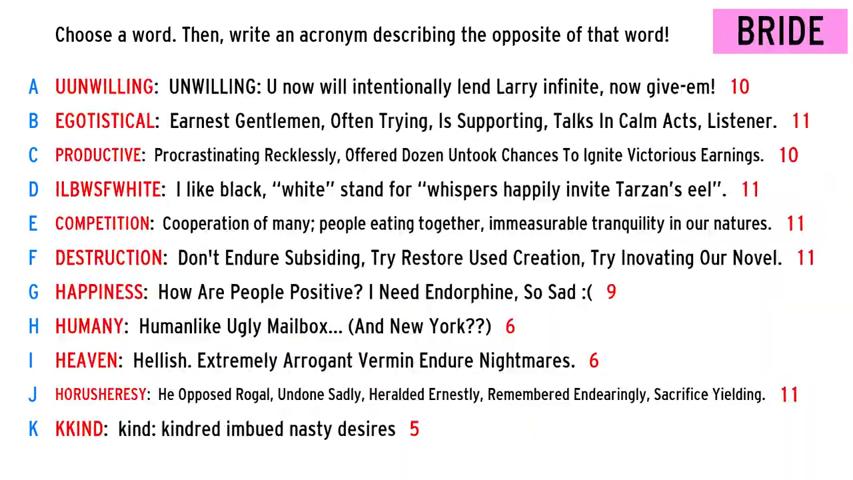 Choose a word. Then, write an acronym describing the opposite of that word!
BRIDE
A UUNWILLING: UNWILLING: U now will intentionally lend Larry infinite, now give-em! 10
B EGOTISTICAL: Earnest Gentlemen, Often Trying, Is Supporting, Talks In Calm Acts, Listener. 11
C PRODUCTIVE: Procrastinating Recklessly, Offered Dozen Untook Chances To Ignite Victorious Earnings. 10
D ILBWSFWHITE: I like black, “white” stand for “whispers happily invite Tarzan’s eel”. 11
E COMPETITION: Cooperation of many; people eating together, immeasurable tranquility in our natures. 11
F DESTRUCTION: Don't Endure Subsiding, Try Restore Used Creation, Try Inovating Our Novel. 11
G HAPPINESS: How Are People Positive? I Need Endorphine, So Sad :( 9
H HUMANY: Humanlike Ugly Mailbox... (And New York??) 6
I HEAVEN: Hellish. Extremely Arrogant Vermin Endure Nightmares. 6
J HORUSHERESY: He Opposed Rogal, Undone Sadly, Heralded Ernestly, Remembered Endearingly, Sacrifice Yielding. 11
K KKIND: kind: kindred imbued nasty desires 5